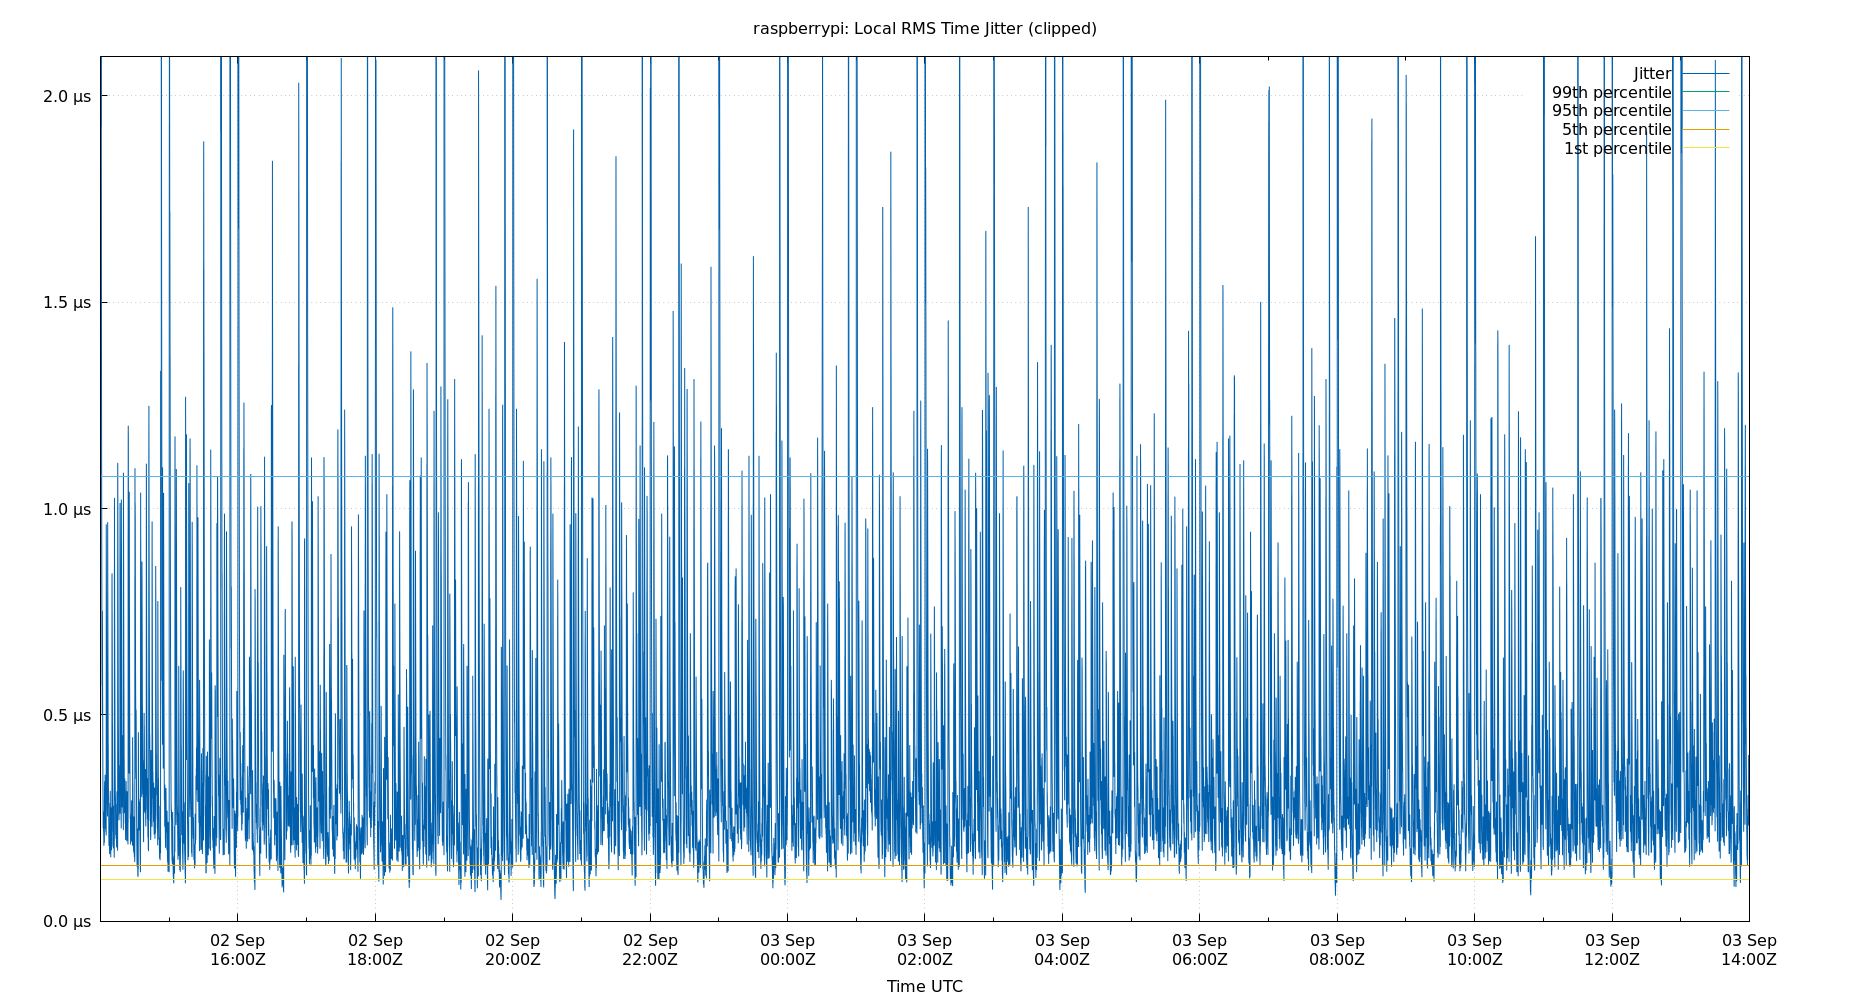 raspberrypi: Local RMS Time Jitter (clipped)
Jitter
99th percentile
95th percentile
5th percentile
1st percentile
2.0 µs
1.5 µs
1.0 µs
0.5 µs
0.0 µs
02 Sep 02 Sep 02 Sep 02 Sep 03 Sep 03 Sep 03 Sep 03 Sep 03 Sep 03 Sep 03 Sep 03 Sep
16:00Z 18:00Z 20:00Z 22:00Z 00:00Z 02:00Z 04:00Z 06:00Z 08:00Z 10:00Z 12:00Z 14:00Z
Time UTC